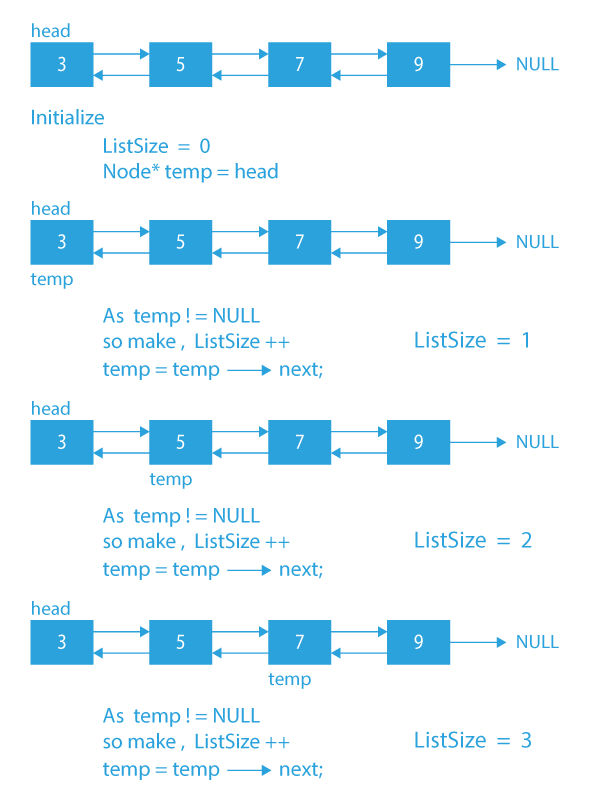 head
3 5 7 9 NULL
Initialize
ListSize = 0
Node* temp = head
head
3 5 7 9 NULL
temp
As temp ! = NULL
so make , ListSize ++
temp = temp → next;
ListSize = 1
head
3 5 7 9 NULL
temp
As temp ! = NULL
so make , ListSize ++
temp = temp → next;
ListSize = 2
head
3 5 7 9 NULL
temp
As temp ! = NULL
so make , ListSize ++
temp = temp → next;
ListSize = 3